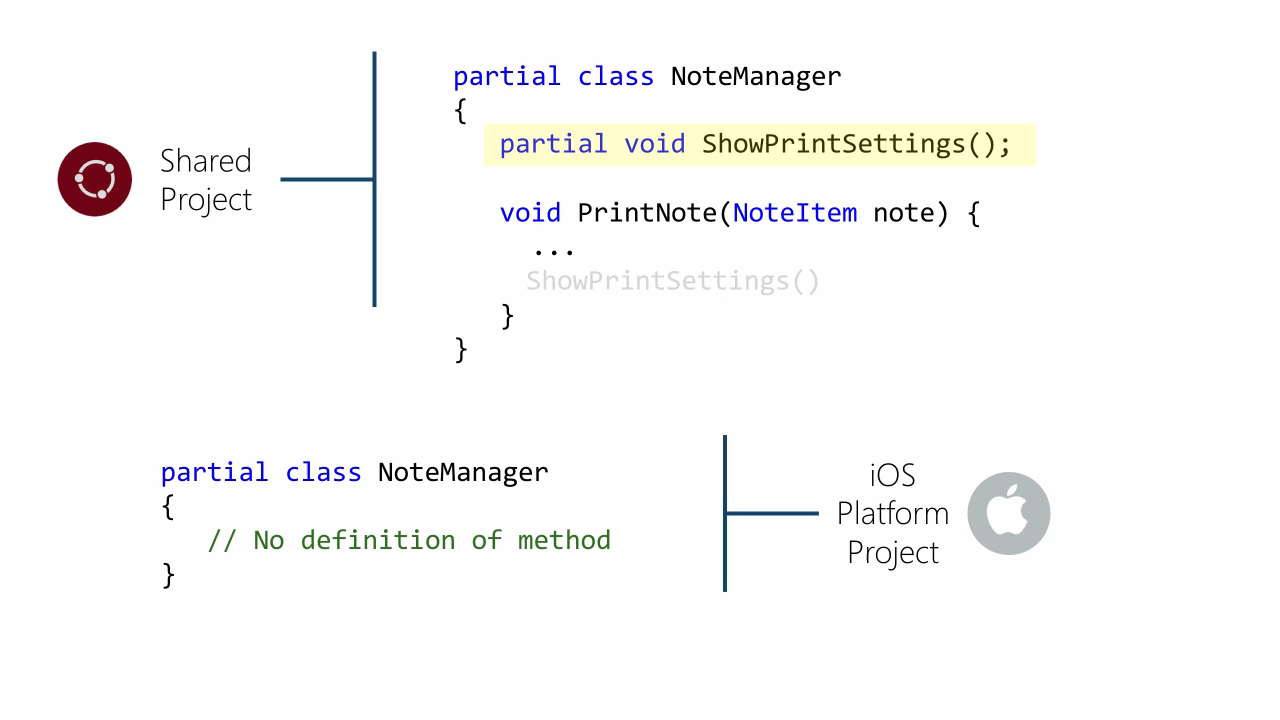 Shared
Project
partial class NoteManager
{
partial void ShowPrintSettings();
void PrintNote(NoteItem note) {
...
ShowPrintSettings()
}
}
partial class NoteManager
{
// No definition of method
}
iOS
Platform
Project